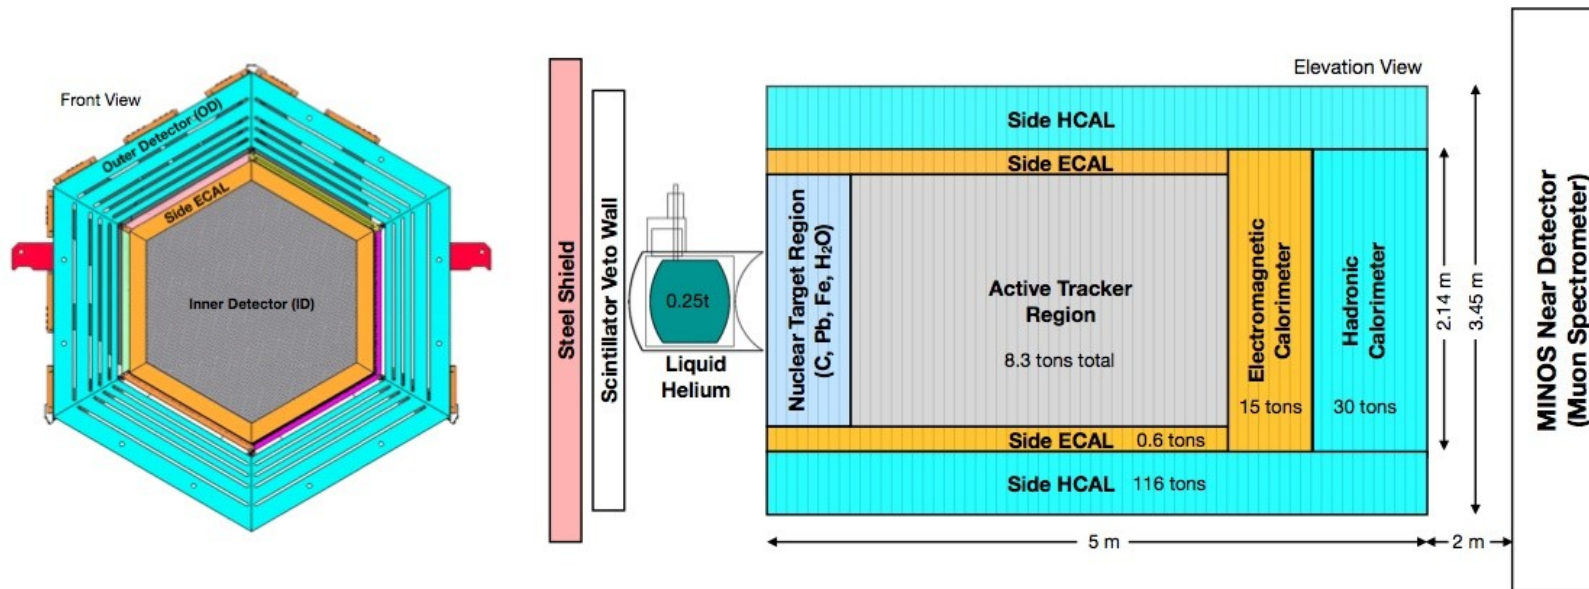 Front View
Outer Detector (OD)
Side ECAL
Inner Detector (ID)
Elevation View
Steel Shield
Scintillator Veto Wall
0.25t
Liquid
Helium
Side HCAL
Side ECAL
Nuclear Target Region
(C, Pb, Fe, H₂O)
Active Tracker
Region
8.3 tons total
Electromagnetic
Calorimeter
15 tons
Hadronic
Calorimeter
30 tons
Side ECAL 0.6 tons
Side HCAL 116 tons
2.14 m
3.45 m
5 m
2 m
MINOS Near Detector
(Muon Spectrometer)